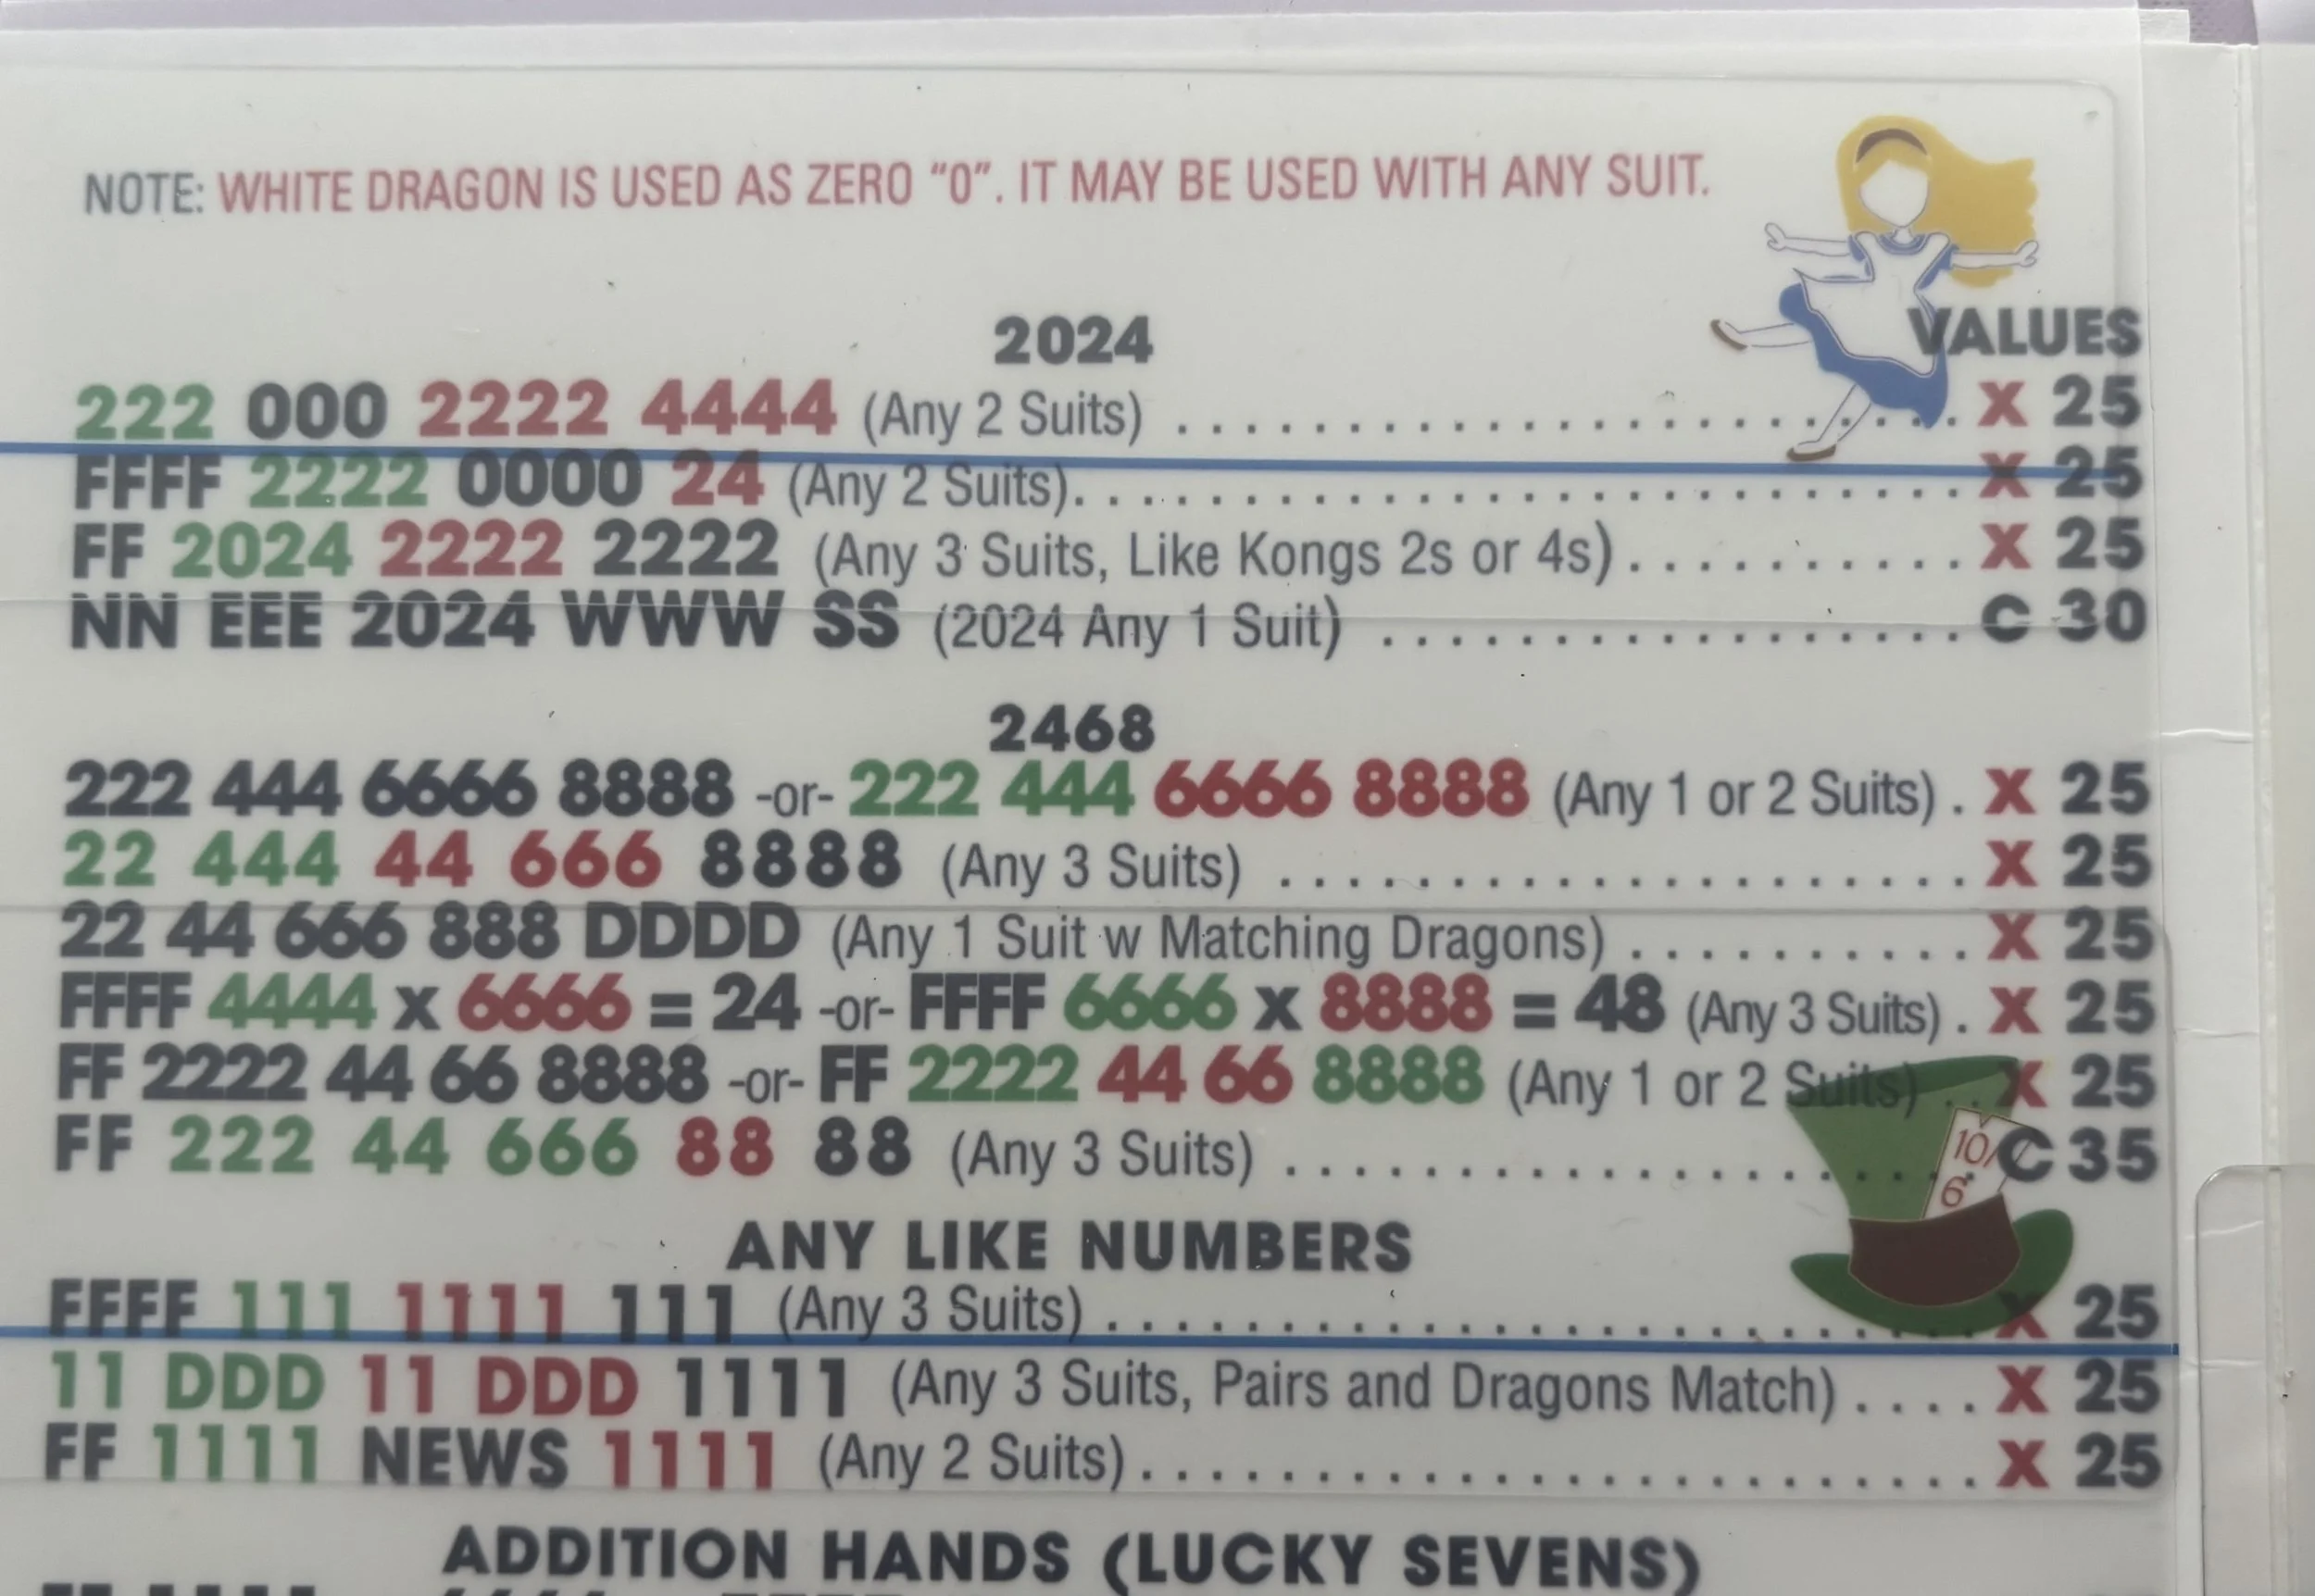 NOTE: WHITE DRAGON IS USED AS ZERO “0”. IT MAY BE USED WITH ANY SUIT.
2024
VALUES
222 000 2222 4444 (Any 2 Suits) . . . . . . . . . . . . . . . . . . . . . . . X 25
FFFF 2222 0000 24 (Any 2 Suits). . . . . . . . . . . . . . . . . . . . . . . . . . X 25
FF 2024 2222 2222 (Any 3 Suits, Like Kongs 2s or 4s) . . . . . . . . . . X 25
NN EEE 2024 WWW SS (2024 Any 1 Suit) . . . . . . . . . . . . . . . . . C 30
2468
222 444 6666 8888 -or- 222 444 6666 8888 (Any 1 or 2 Suits) . X 25
22 444 44 666 8888 (Any 3 Suits) . . . . . . . . . . . . . . . . . . . . X 25
22 44 666 888 DDDD (Any 1 Suit w Matching Dragons) . . . . . . . . . . X 25
FFFF 4444 x 6666 = 24 -or- FFFF 6666 x 8888 = 48 (Any 3 Suits) . X 25
FF 2222 44 66 8888 -or- FF 2222 44 66 8888 (Any 1 or 2 Suits) . . X 25
FF 222 44 666 88 88 (Any 3 Suits) . . . . . . . . . . . . . . . . . . . . C 35
10/
6
ANY LIKE NUMBERS
FFFF 111 1111 111 (Any 3 Suits) . . . . . . . . . . . . . . . . . . . . . . . . . X 25
11 DDD 11 DDD 1111 (Any 3 Suits, Pairs and Dragons Match) . . . . X 25
FF 1111 NEWS 1111 (Any 2 Suits) . . . . . . . . . . . . . . . . . . . . . . . . X 25
ADDITION HANDS (LUCKY SEVENS)